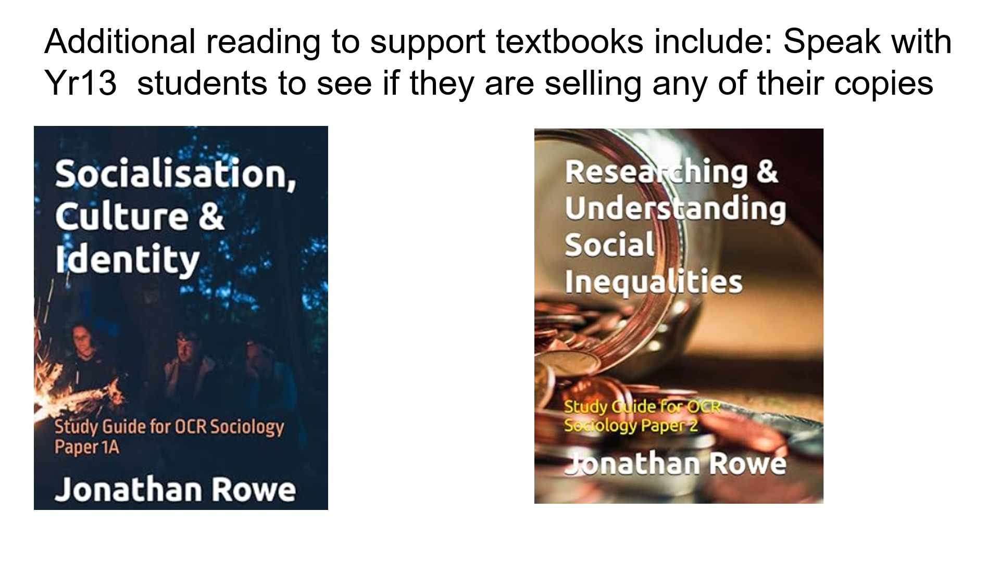 Additional reading to support textbooks include: Speak with
Yr13  students to see if they are selling any of their copies
Socialisation,
Culture &
Identity
Study Guide for OCR Sociology
Paper 1A
Jonathan Rowe
Researching &
Understanding
Social
Inequalities
Study Guide for OCR
Sociology Paper 2
Jonathan Rowe